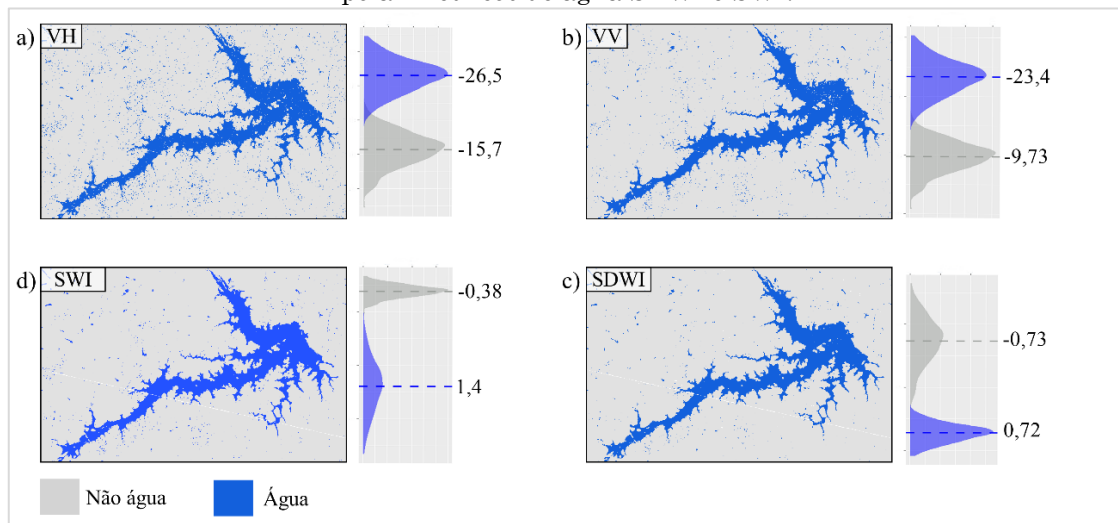 a) VH
-26,5
-15,7
b) VV
-23,4
-9,73
d) SWI
-0,38
1,4
c) SDWI
-0,73
0,72
Não água
Água